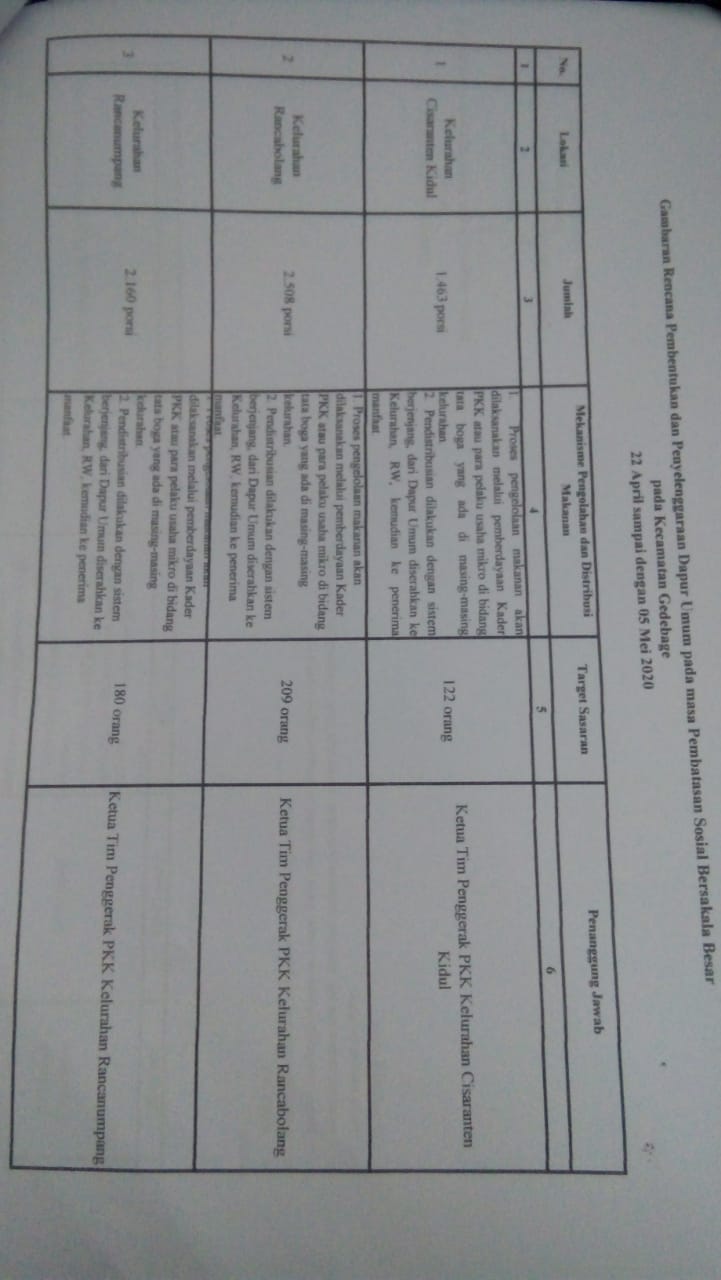 Gambaran Rencana Pembentukan dan Penyelenggaraan Dapur Umum pada masa Pembatasan Sosial Bersakala Besar
pada Kecamatan Gedebage
22 April sampai dengan 05 Mei 2020
No.
Lokasi
Jumlah
Mekanisme Pengolahan dan Distribusi
Makanan
Target Sasaran
Penanggung Jawab
1
2
3
4
5
6
1
Kelurahan
Cisaranten Kidul
1.463 porsi
1. Proses pengelolaan makanan akan
dilaksanakan melalui pemberdayaan Kader
PKK atau para pelaku usaha mikro di bidang
tata boga yang ada di masing-masing
kelurahan
2. Pendistribusian dilakukan dengan sistem
berjenjang, dari Dapur Umum diserahkan ke
Kelurahan, RW, kemudian ke penerima
manfaat
122 orang
Ketua Tim Penggerak PKK Kelurahan Cisaranten
Kidul
2
Kelurahan
Rancabolang
2.508 porsi
1. Proses pengelolaan makanan akan
dilaksanakan melalui pemberdayaan Kader
PKK atau para pelaku usaha mikro di bidang
tata boga yang ada di masing-masing
kelurahan.
2. Pendistribusian dilakukan dengan sistem
berjenjang, dari Dapur Umum diserahkan ke
Kelurahan, RW, kemudian ke penerima
manfaat
209 orang
Ketua Tim Penggerak PKK Kelurahan Rancabolang
3
Kelurahan
Rancanumpang
2.160 porsi
1. Proses pengelolaan makanan akan
dilaksanakan melalui pemberdayaan Kader
PKK atau para pelaku usaha mikro di bidang
tata boga yang ada di masing-masing
kelurahan.
2. Pendistribusian dilakukan dengan sistem
berjenjang, dari Dapur Umum diserahkan ke
Kelurahan, RW, kemudian ke penerima
manfaat
180 orang
Ketua Tim Penggerak PKK Kelurahan Rancanumpang